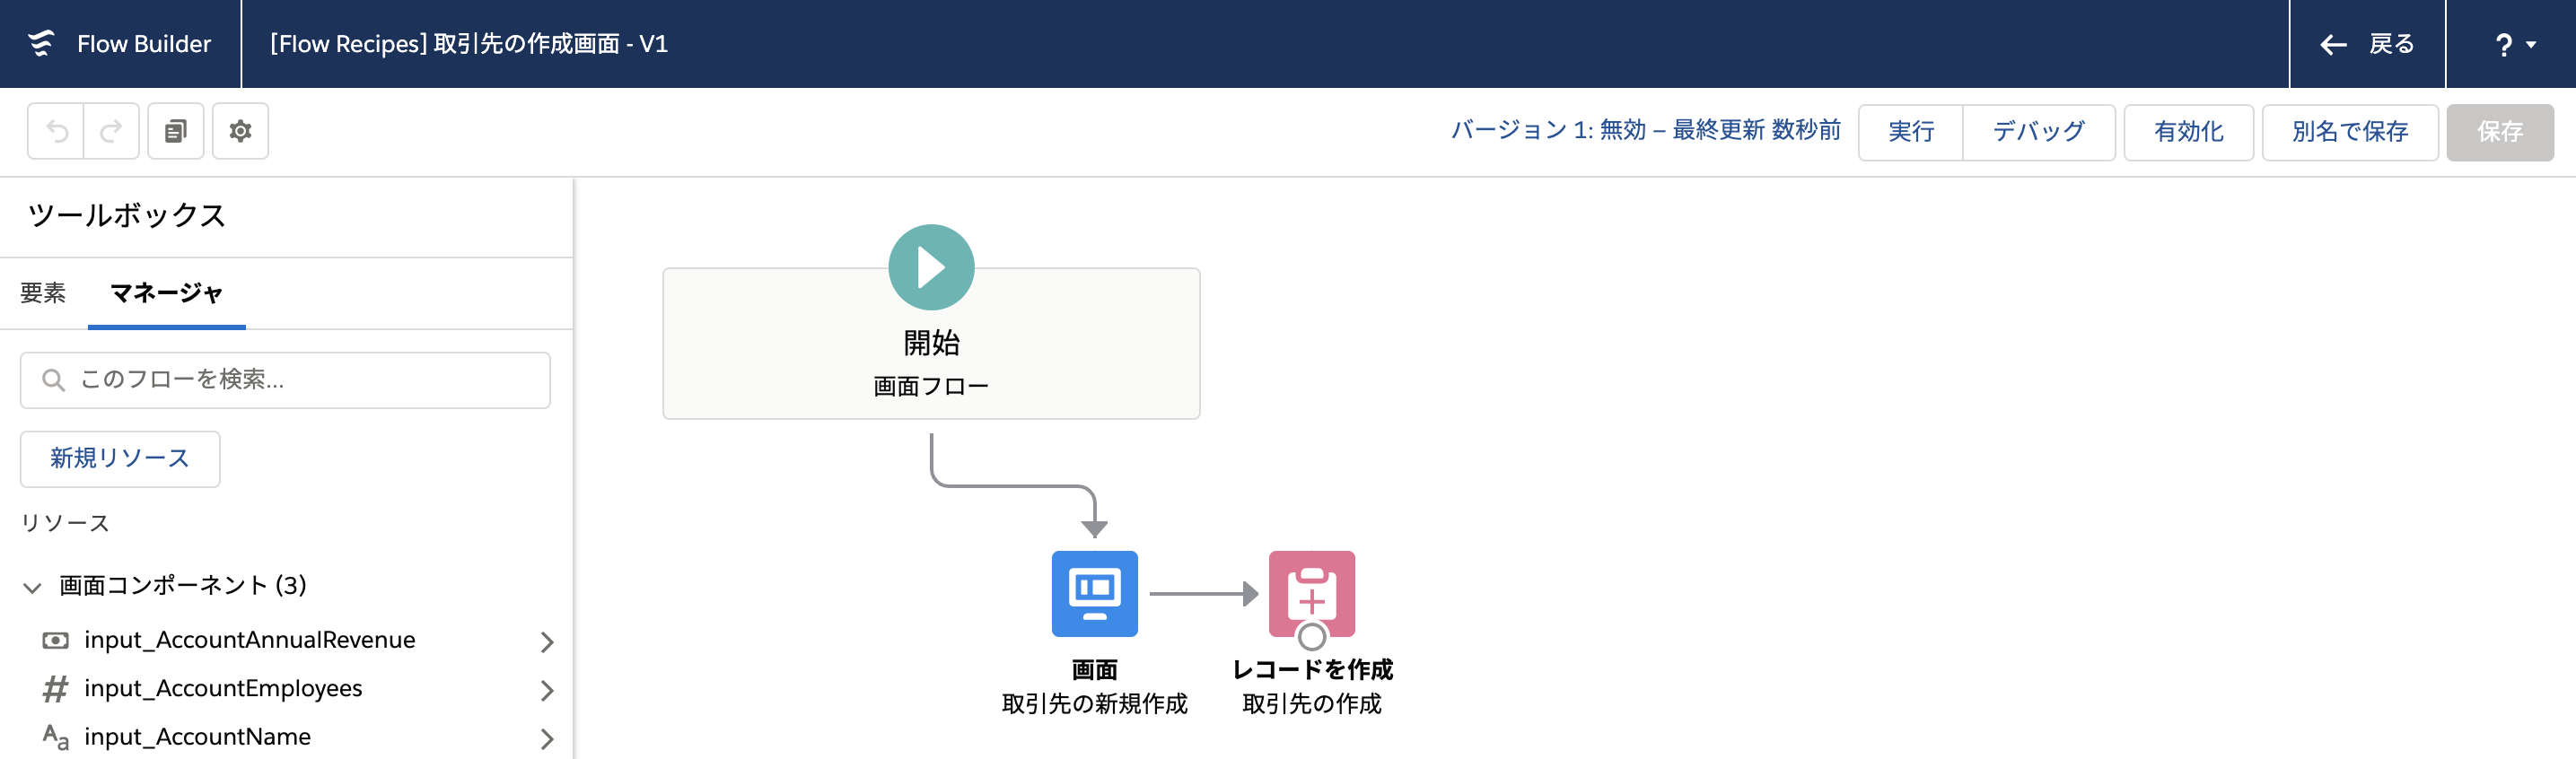 Flow Builder
[Flow Recipes] 取引先の作成画面 - V1
戻る
?
バージョン 1: 無効 – 最終更新 数秒前
実行
デバッグ
有効化
別名で保存
保存
ツールボックス
要素
マネージャ
このフローを検索...
新規リソース
リソース
画面コンポーネント (3)
input_AccountAnnualRevenue
input_AccountEmployees
input_AccountName
開始
画面フロー
画面
取引先の新規作成
レコードを作成
取引先の作成